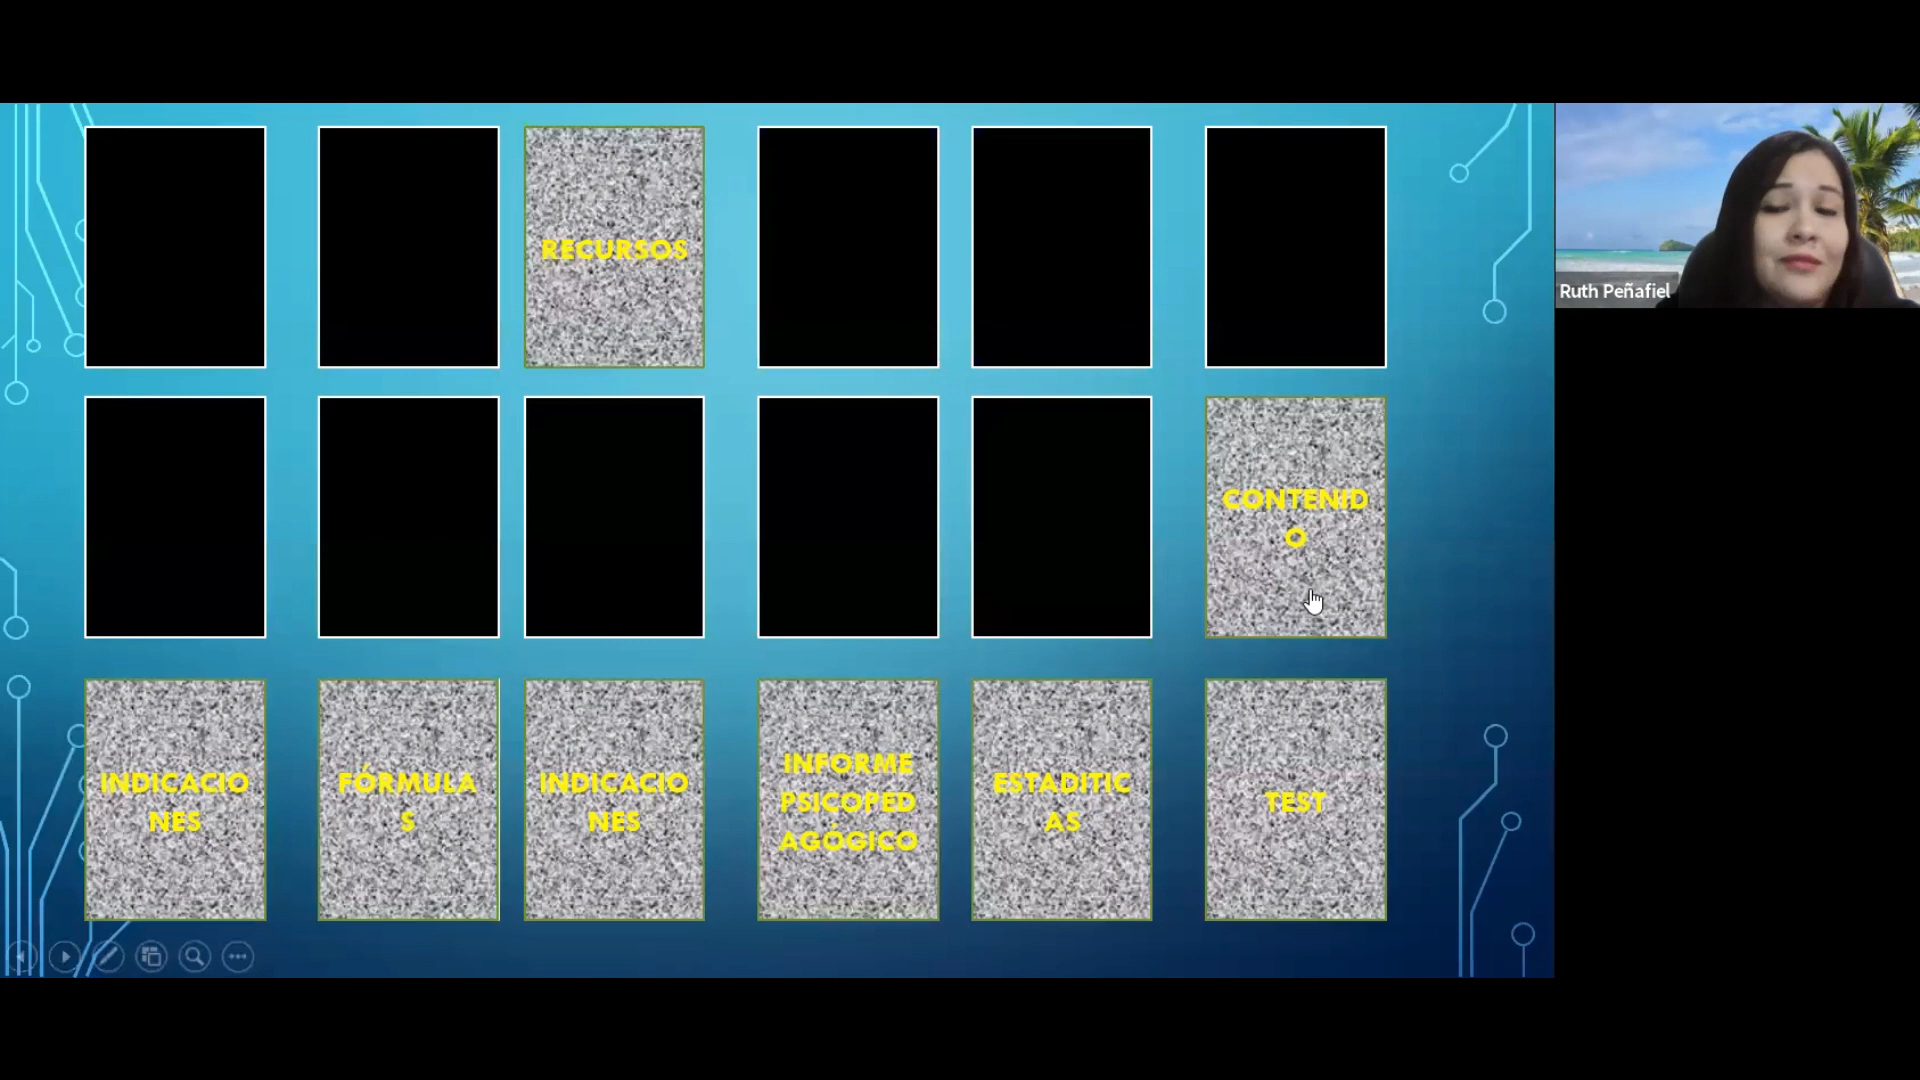 RECURSOS
Ruth Peñafiel
CONTENID
O
INDICACIO
NES
FÓRMULA
S
INDICACIO
NES
INFORME
PSICOPED
AGÓGICO
ESTADITIC
AS
TEST